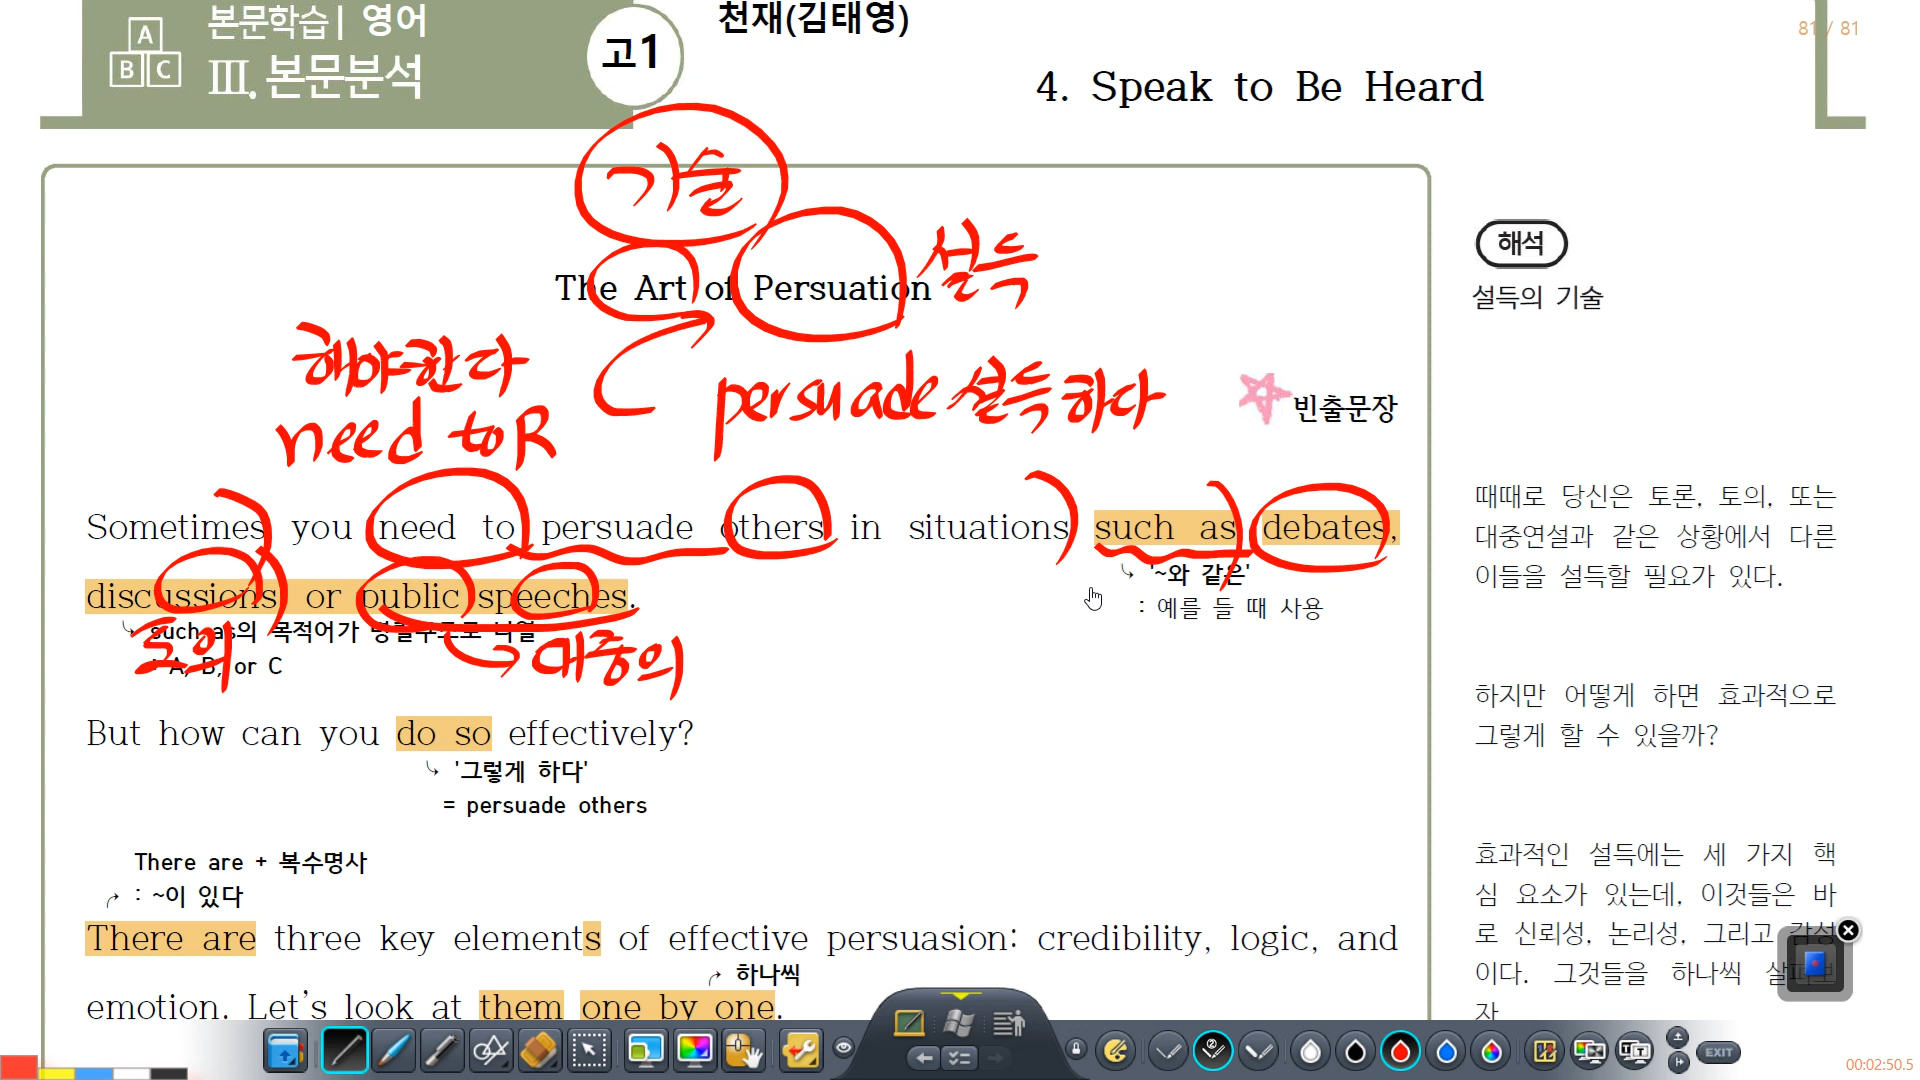 본문학습 | 영어
Ⅲ. 본문분석
A
B C
고1
천재(김태영)
81 / 81
4. Speak to Be Heard
기술
The Art of Persuation
설득
해석
설득의 기술
해야한다
need to R
persuade 설득하다
빈출문장
Sometimes you need to persuade others in situations such as debates,
'~와 같은'
: 예를 들 때 사용
discussions or public speeches.
such as의 목적어가 명
토의
: A, B, or C
대중의
때때로 당신은 토론, 토의, 또는
대중연설과 같은 상황에서 다른
이들을 설득할 필요가 있다.
But how can you do so effectively?
'그렇게 하다'
= persuade others
하지만 어떻게 하면 효과적으로
그렇게 할 수 있을까?
There are + 복수명사
: ~이 있다
There are three key elements of effective persuasion: credibility, logic, and
하나씩
emotion. Let's look at them one by one.
효과적인 설득에는 세 가지 핵
심 요소가 있는데, 이것들은 바
로 신뢰성, 논리성, 그리고 감성
이다. 그것들을 하나씩 살펴보
자
EXIT
00:02:50.5